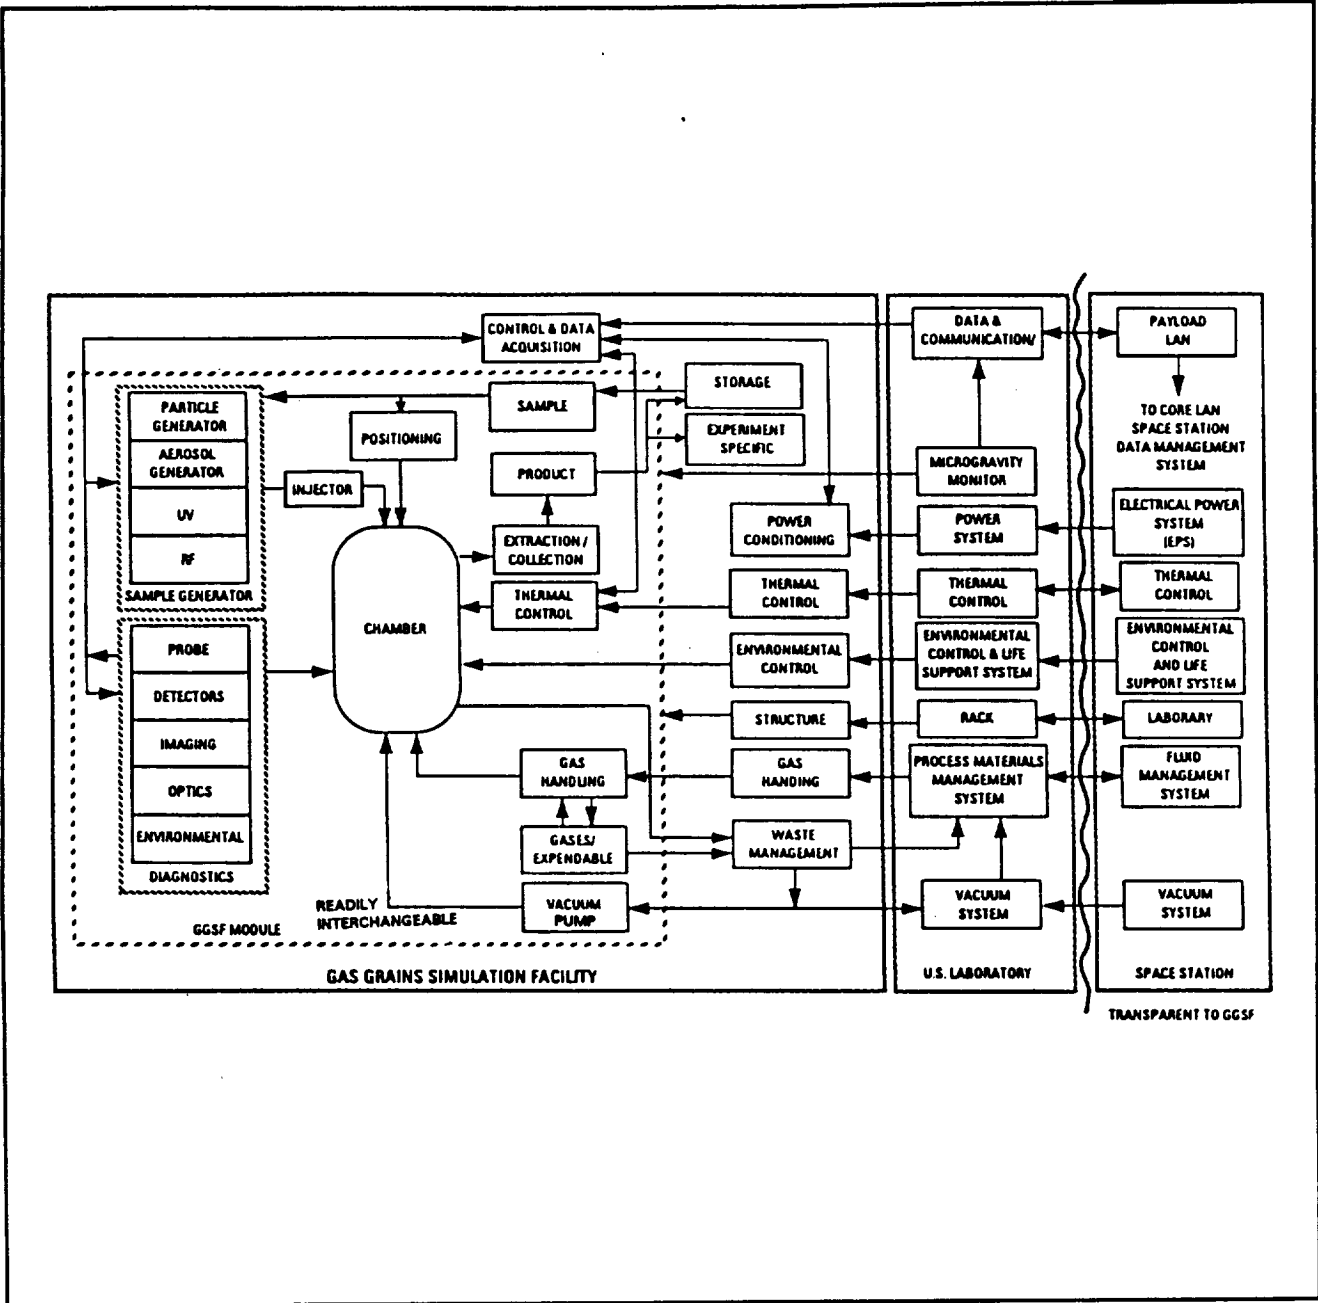 CONTROL & DATA
ACQUISITION
STORAGE
EXPERIMENT
SPECIFIC
SAMPLE
POSITIONING
PRODUCT
INJECTOR
EXTRACTION/
COLLECTION
THERMAL
CONTROL
CHAMBER
PARTICLE
GENERATOR
AEROSOL
GENERATOR
UV
RF
SAMPLE GENERATOR
PROBE
DETECTORS
IMAGING
OPTICS
ENVIRONMENTAL
DIAGNOSTICS
GAS
HANDLING
GASES/
EXPENDABLE
VACUUM
PUMP
READILY
INTERCHANGEABLE
GGSF MODULE
POWER
CONDITIONING
THERMAL
CONTROL
ENVIRONMENTAL
CONTROL
STRUCTURE
GAS
HANDING
WASTE
MANAGEMENT
GAS GRAINS SIMULATION FACILITY
DATA &
COMMUNICATION/
MICROGRAVITY
MONITOR
POWER
SYSTEM
THERMAL
CONTROL
ENVIRONMENTAL
CONTROL & LIFE
SUPPORT SYSTEM
RACK
PROCESS MATERIALS
MANAGEMENT
SYSTEM
VACUUM
SYSTEM
U.S. LABORATORY
PAYLOAD
LAN
TO CORE LAN
SPACE STATION
DATA MANAGEMENT
SYSTEM
ELECTRICAL POWER
SYSTEM
(EPS)
THERMAL
CONTROL
ENVIRONMENTAL
CONTROL
AND LIFE
SUPPORT SYSTEM
LABORARY
FLUID
MANAGEMENT
SYSTEM
VACUUM
SYSTEM
SPACE STATION
TRANSPARENT TO GGSF